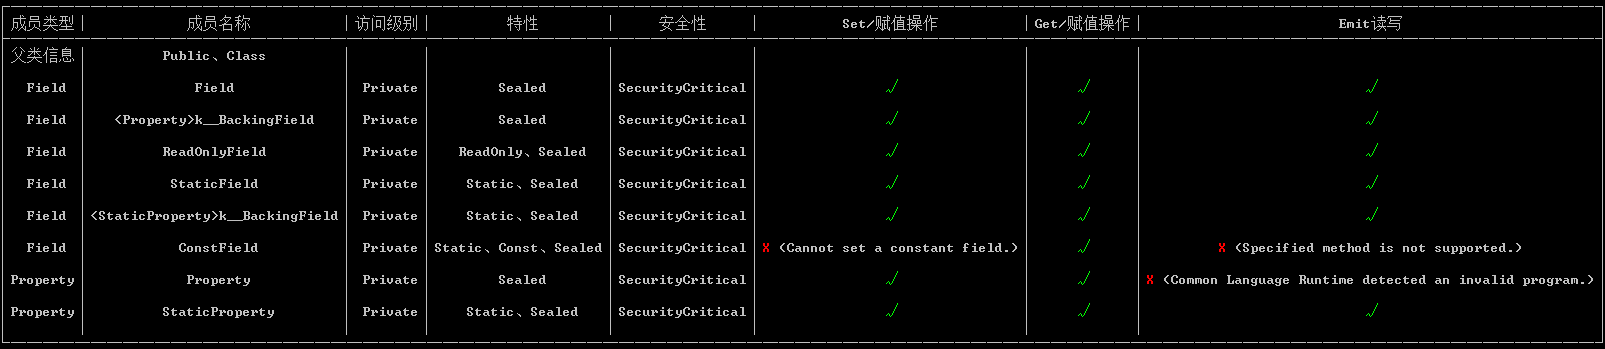 成员类型 成员名称 访问级别 特性 安全性 Set/赋值操作 Get/赋值操作 Emit读写
父类信息 Public、Class
Field Field Private Sealed SecurityCritical √ √ √
Field <Property>k__BackingField Private Sealed SecurityCritical √ √ √
Field ReadOnlyField Private ReadOnly、Sealed SecurityCritical √ √ √
Field StaticField Private Static、Sealed SecurityCritical √ √ √
Field <StaticProperty>k__BackingField Private Static、Sealed SecurityCritical √ √ √
Field ConstField Private Static、Const、Sealed SecurityCritical X (Cannot set a constant field.) √ X (Specified method is not supported.)
Property Property Private Sealed SecurityCritical √ √ X (Common Language Runtime detected an invalid program.)
Property StaticProperty Private Static、Sealed SecurityCritical √ √ √